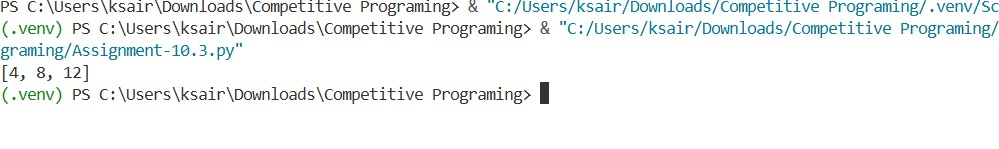 PS C:\Users\ksair\Downloads\Competitive Programing> & "C:/Users/ksair/Downloads/Competitive Programing/.venv/Sc
(.venv) PS C:\Users\ksair\Downloads\Competitive Programing> & "C:/Users/ksair/Downloads/Competitive Programing/
graming/Assignment-10.3.py"
[4, 8, 12]
(.venv) PS C:\Users\ksair\Downloads\Competitive Programing>